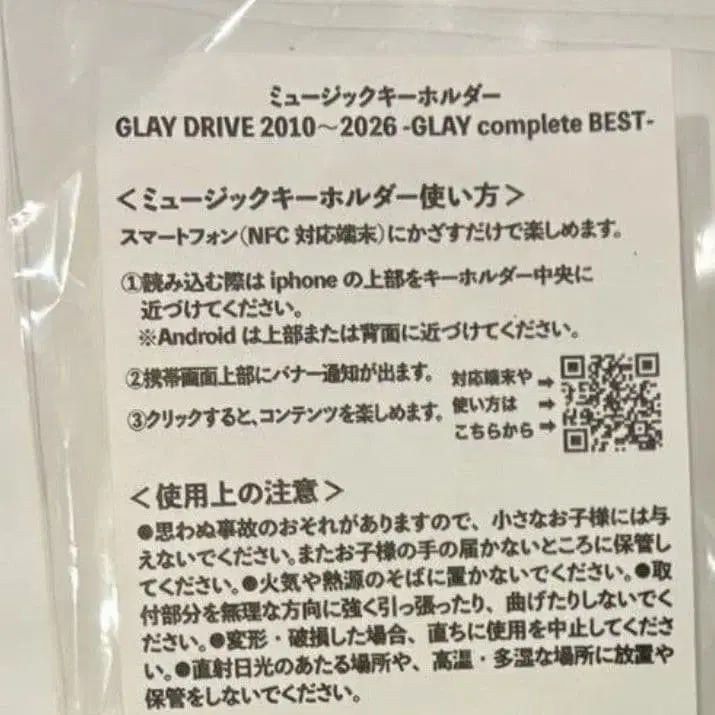 ミュージックキーホルダー
GLAY DRIVE 2010～2026 -GLAY complete BEST-
＜ミュージックキーホルダー使い方＞
スマートフォン（NFC 対応端末）にかざすだけで楽しめます。
①読み込む際は iphone の上部をキーホルダー中央に
近づけてください。
※Android は上部または背面に近づけてください。
②携帯画面上部にバナー通知が出ます。
③クリックすると、コンテンツを楽しめます。
対応端末や➡
使い方は ➡
こちらから➡
＜使用上の注意＞
●思わぬ事故のおそれがありますので、小さなお子様には与
えないでください。またお子様の手の届かないところに保管し
てください。●火気や熱源のそばに置かないでください。●取
付部分を無理な方向に強く引っ張ったり、曲げたりしないでく
ださい。●変形・破損した場合、直ちに使用を中止してくださ
い。●直射日光のあたる場所や、高温・多湿な場所に放置や
保管をしないでください。